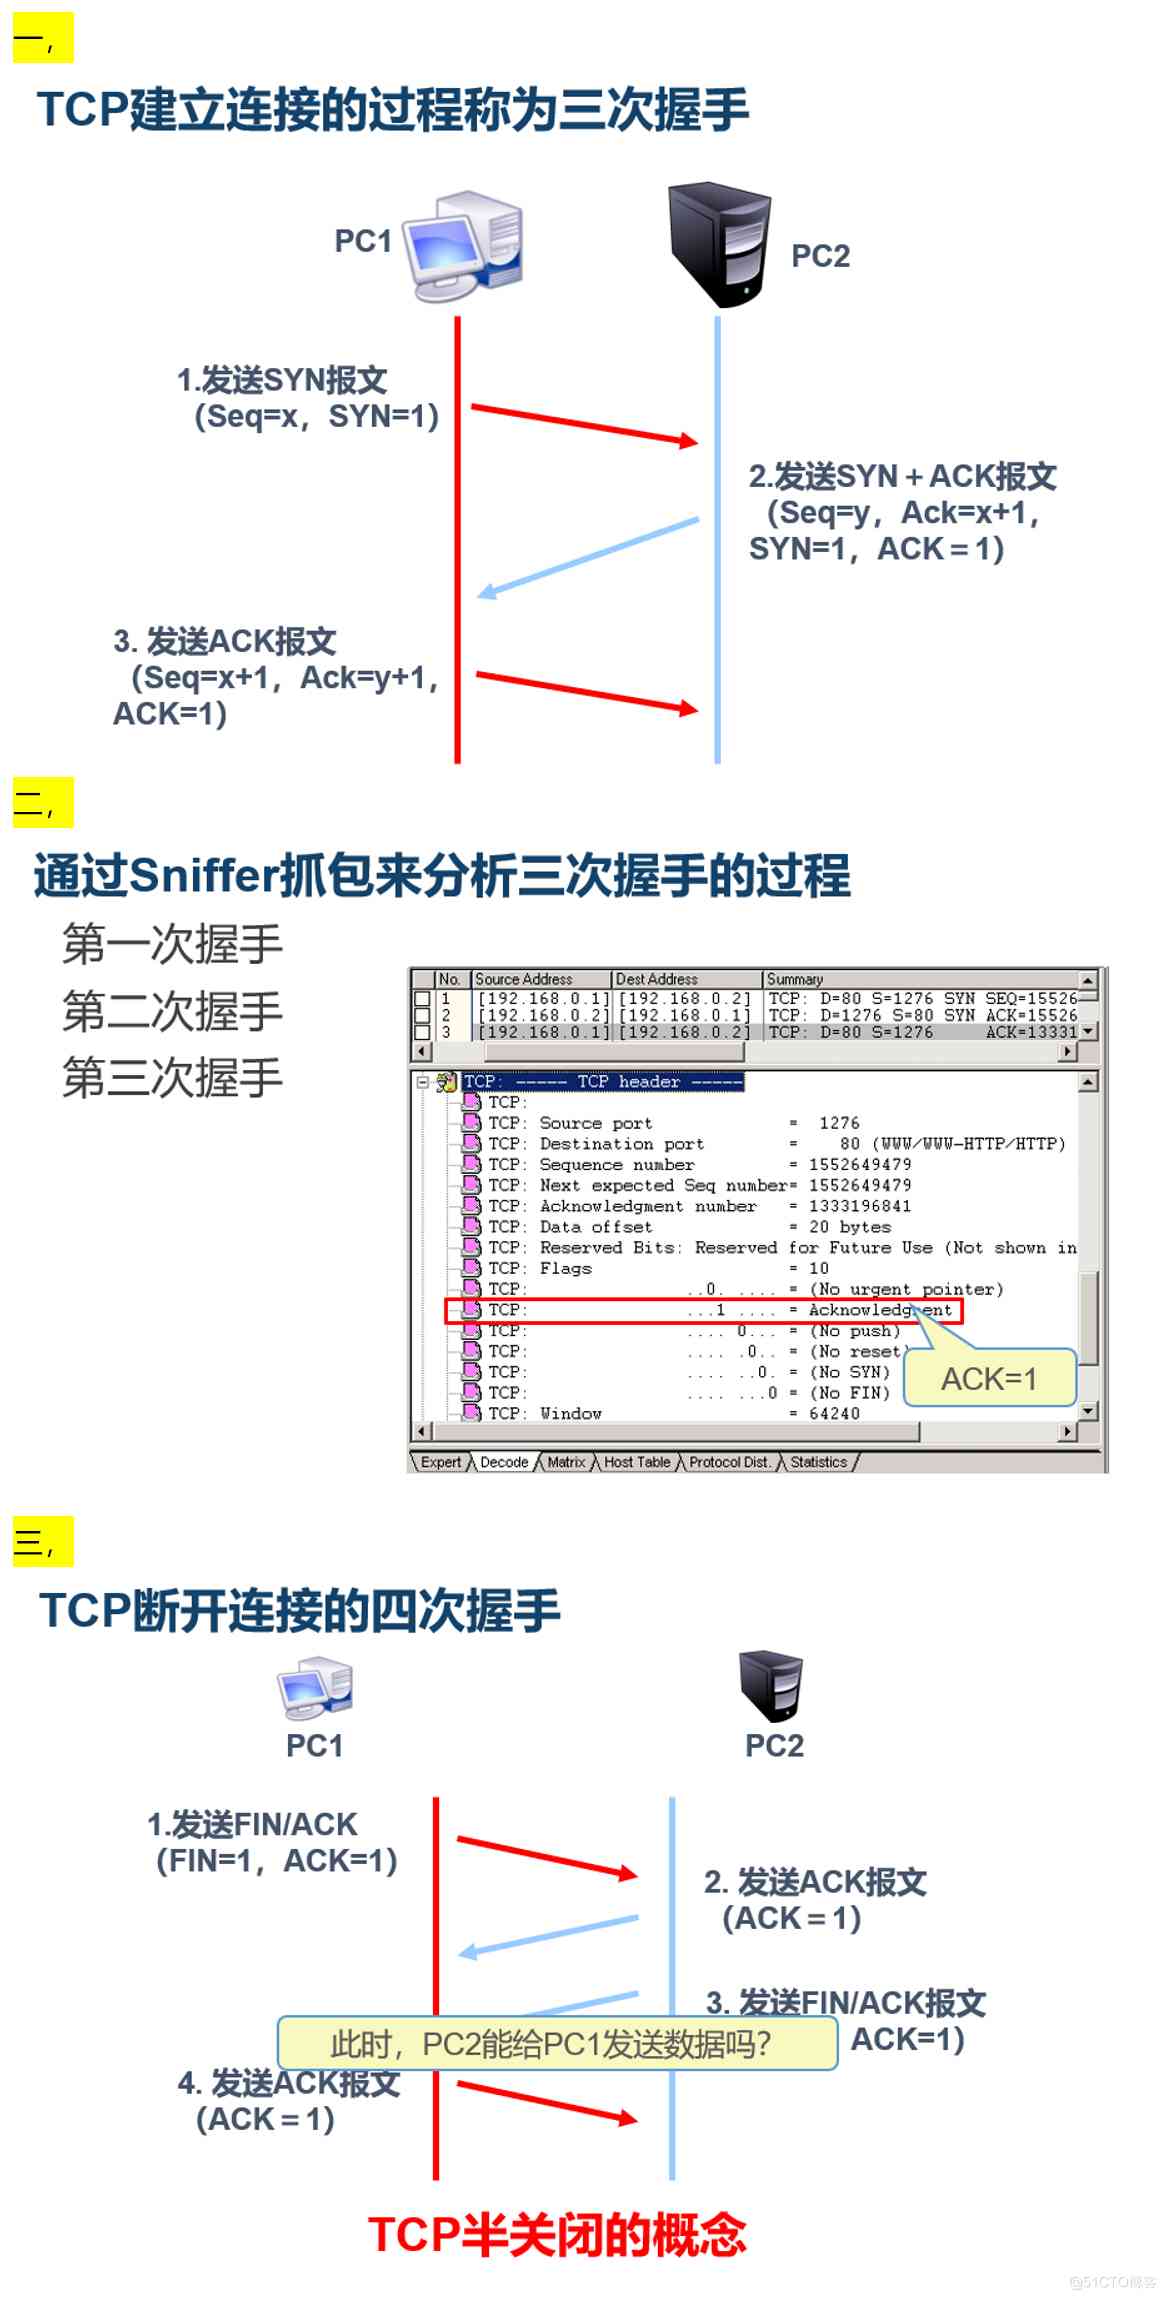 一，
TCP建立连接的过程称为三次握手
PC1
PC2
1.发送SYN报文
（Seq=x，SYN=1）
2.发送SYN＋ACK报文
（Seq=y，Ack=x+1，
SYN=1，ACK＝1）
3. 发送ACK报文
（Seq=x+1，Ack=y+1，
ACK=1）
二，
通过Sniffer抓包来分析三次握手的过程
第一次握手
第二次握手
第三次握手
No. Source Address Dest Address Summary
1 [192.168.0.1] [192.168.0.2] TCP: D=80 S=1276 SYN SEQ=15526
2 [192.168.0.2] [192.168.0.1] TCP: D=1276 S=80 SYN ACK=15526
3 [192.168.0.1] [192.168.0.2] TCP: D=80 S=1276 ACK=13331
TCP: ----- TCP header -----
TCP:
TCP: Source port = 1276
TCP: Destination port = 80 (WWW/WWW-HTTP/HTTP)
TCP: Sequence number = 1552649479
TCP: Next expected Seq number= 1552649479
TCP: Acknowledgment number = 1333196841
TCP: Data offset = 20 bytes
TCP: Reserved Bits: Reserved for Future Use (Not shown in
TCP: Flags = 10
TCP: ..0. .... = (No urgent pointer)
TCP: ...1 .... = Acknowledgment
TCP: .... 0... = (No push)
TCP: .... .0.. = (No reset)
TCP: .... ..0. = (No SYN)
TCP: .... ...0 = (No FIN)
TCP: Window = 64240
ACK=1
Expert Decode Matrix Host Table Protocol Dist. Statistics
三，
TCP断开连接的四次握手
PC1
PC2
1.发送FIN/ACK
（FIN=1，ACK=1）
2. 发送ACK报文
（ACK＝1）
3. 发送FIN/ACK报文
ACK=1）
此时，PC2能给PC1发送数据吗？
4. 发送ACK报文
（ACK＝1）
TCP半关闭的概念
@51CTO博客